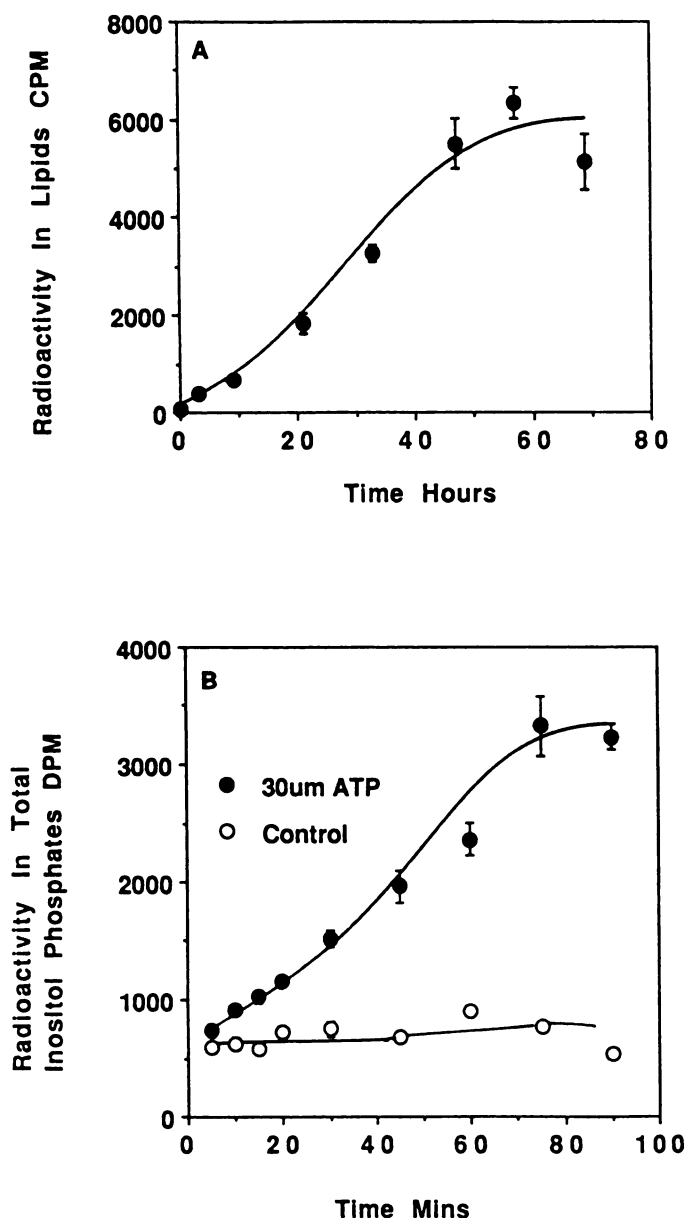 A
Radioactivity In Lipids CPM
8000
6000
4000
2000
0
0 20 40 60 80
Time Hours
B
Radioactivity In Total
Inositol Phosphates DPM
4000
3000
2000
1000
0
30um ATP
Control
0 20 40 60 80 100
Time Mins